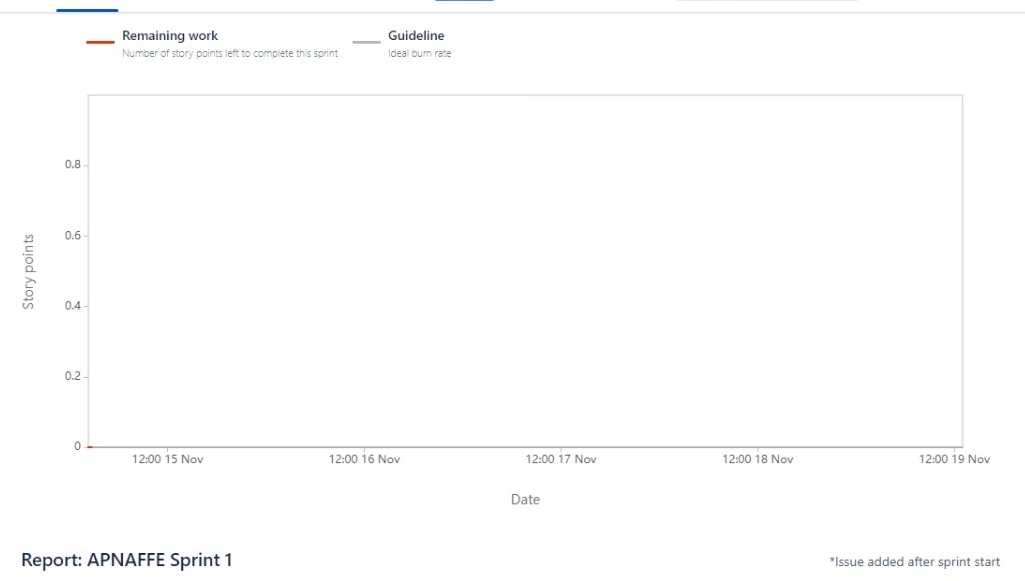 Remaining work
Number of story points left to complete this sprint
Guideline
Ideal burn rate
0.8
0.6
0.4
0.2
0
Story points
12:00 15 Nov
12:00 16 Nov
12:00 17 Nov
12:00 18 Nov
12:00 19 Nov
Date
Report: APNAFFE Sprint 1
*Issue added after sprint start